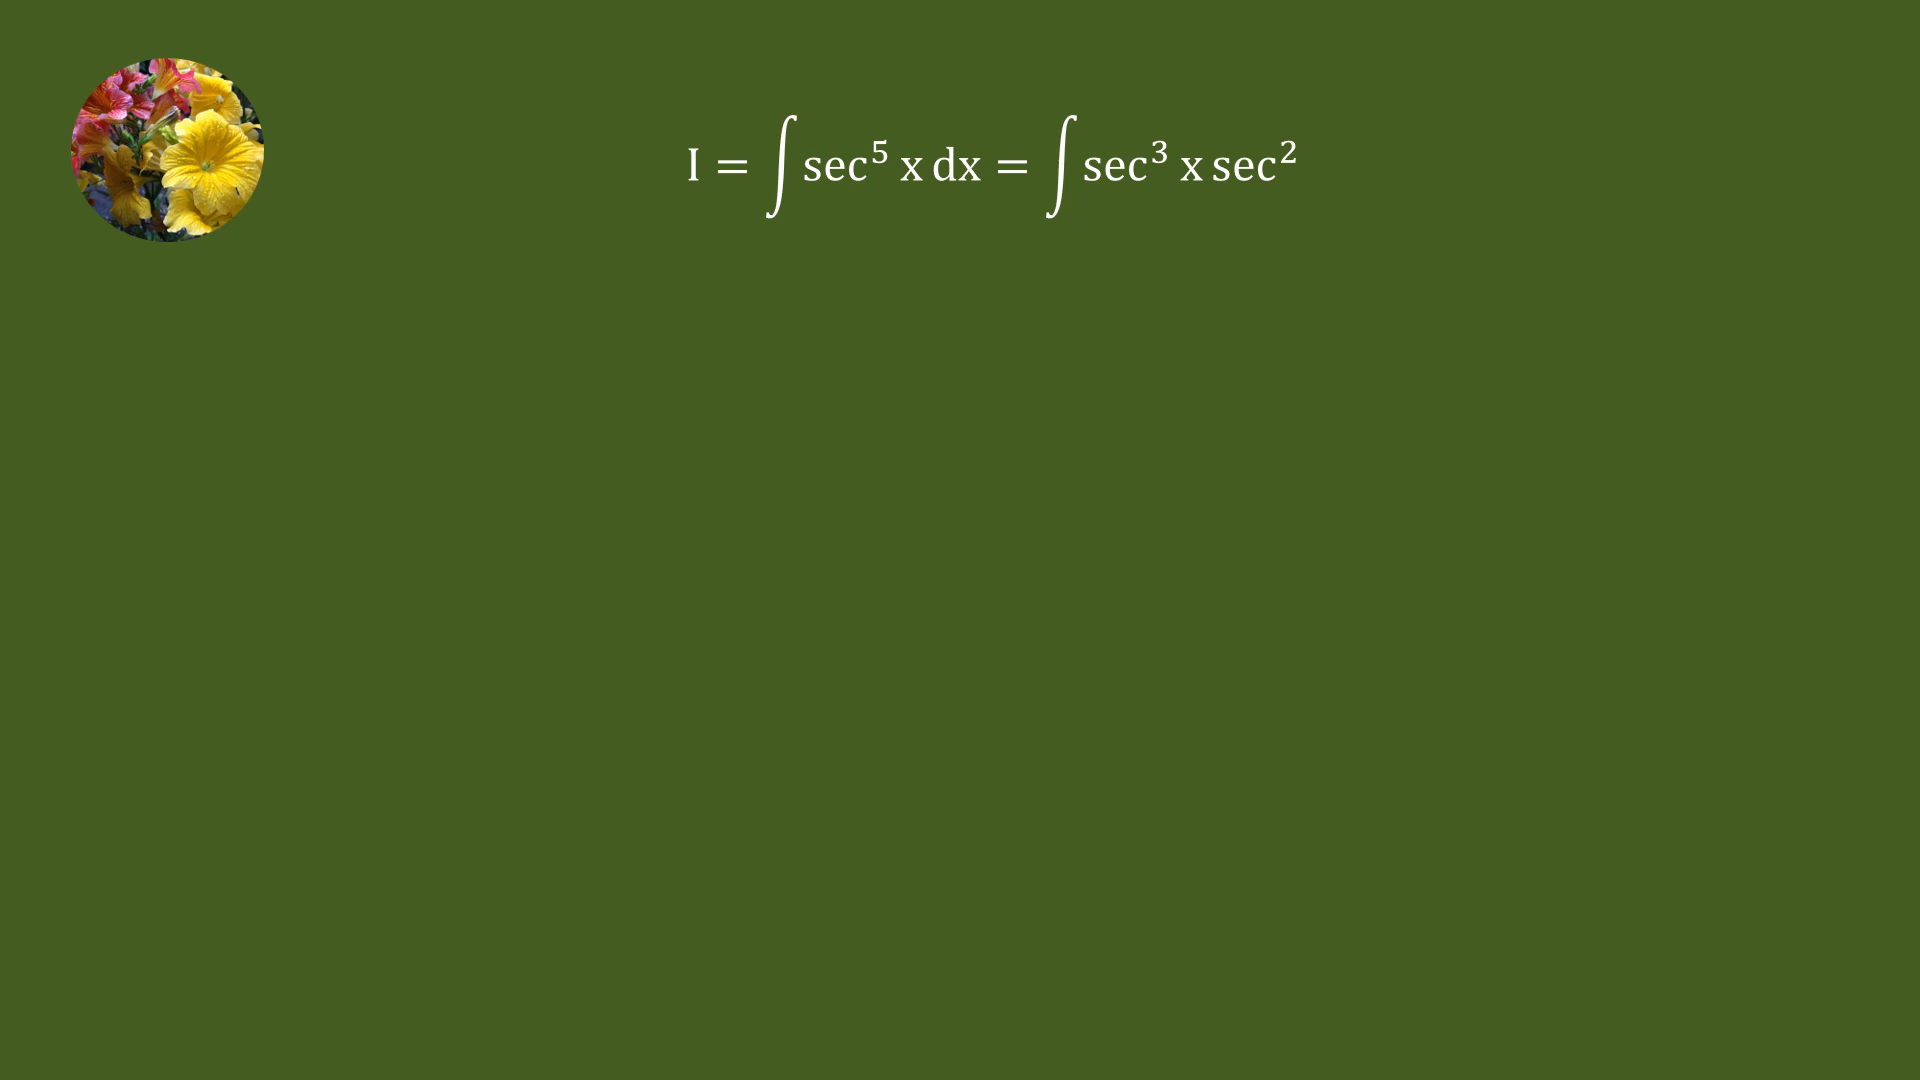 I = ∫ sec⁵ x dx = ∫ sec³ x sec²